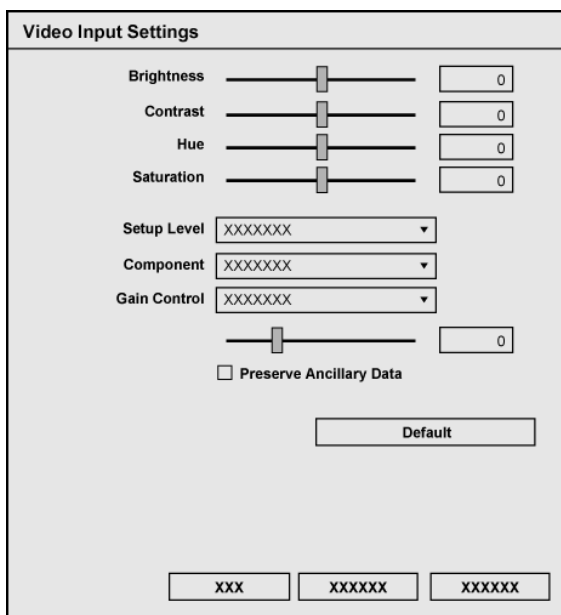 Video Input Settings
Brightness 0
Contrast 0
Hue 0
Saturation 0
Setup Level XXXXXXX
Component XXXXXXX
Gain Control XXXXXXX
0
Preserve Ancillary Data
Default
XXX XXXXXX XXXXXX